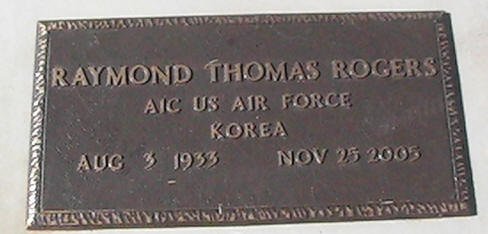 RAYMOND THOMAS ROGERS
A1C US AIR FORCE
KOREA
AUG 3 1933 NOV 25 2005